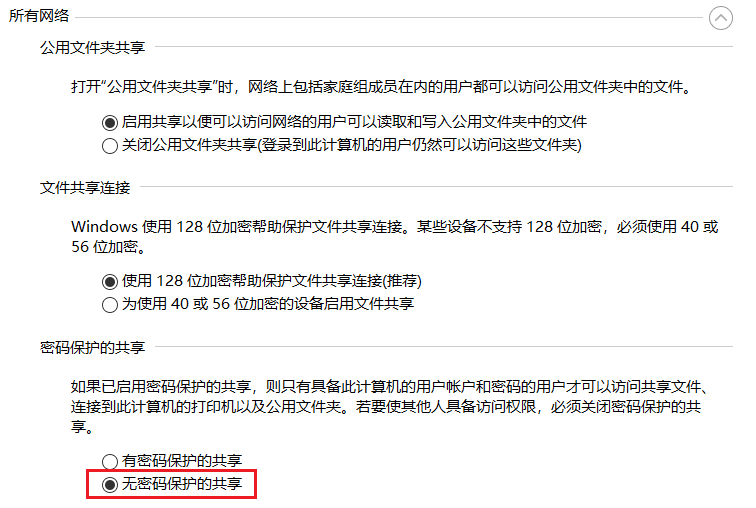 所有网络
公用文件夹共享
打开“公用文件夹共享”时，网络上包括家庭组成员在内的用户都可以访问公用文件夹中的文件。
启用共享以便可以访问网络的用户可以读取和写入公用文件夹中的文件
关闭公用文件夹共享(登录到此计算机的用户仍然可以访问这些文件夹)
文件共享连接
Windows 使用 128 位加密帮助保护文件共享连接。某些设备不支持 128 位加密，必须使用 40 或
56 位加密。
使用 128 位加密帮助保护文件共享连接(推荐)
为使用 40 或 56 位加密的设备启用文件共享
密码保护的共享
如果已启用密码保护的共享，则只有具备此计算机的用户帐户和密码的用户才可以访问共享文件、
连接到此计算机的打印机以及公用文件夹。若要使其他人具备访问权限，必须关闭密码保护的共
享。
有密码保护的共享
无密码保护的共享